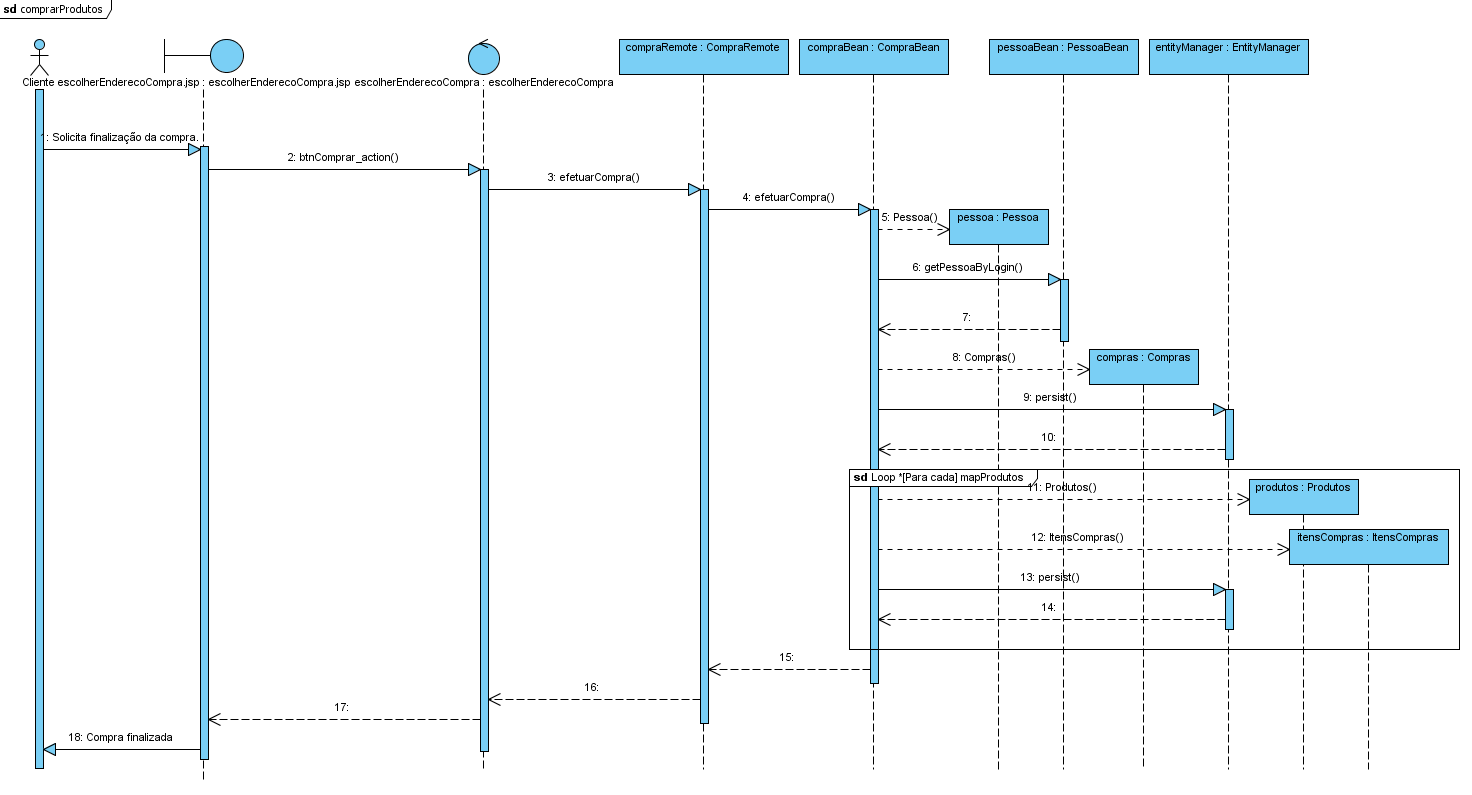 sd comprarProdutos
compraRemote : CompraRemote
compraBean : CompraBean
pessoaBean : PessoaBean
entityManager : EntityManager
Cliente
escolherEnderecoCompra.jsp : escolherEnderecoCompra.jsp
escolherEnderecoCompra : escolherEnderecoCompra
1: Solicita finalização da compra.
2: btnComprar_action()
3: efetuarCompra()
4: efetuarCompra()
5: Pessoa()
pessoa : Pessoa
6: getPessoaByLogin()
7:
8: Compras()
compras : Compras
9: persist()
10:
sd Loop *[Para cada] mapProdutos
11: Produtos()
produtos : Produtos
12: ItensCompras()
itensCompras : ItensCompras
13: persist()
14:
15:
16:
17:
18: Compra finalizada